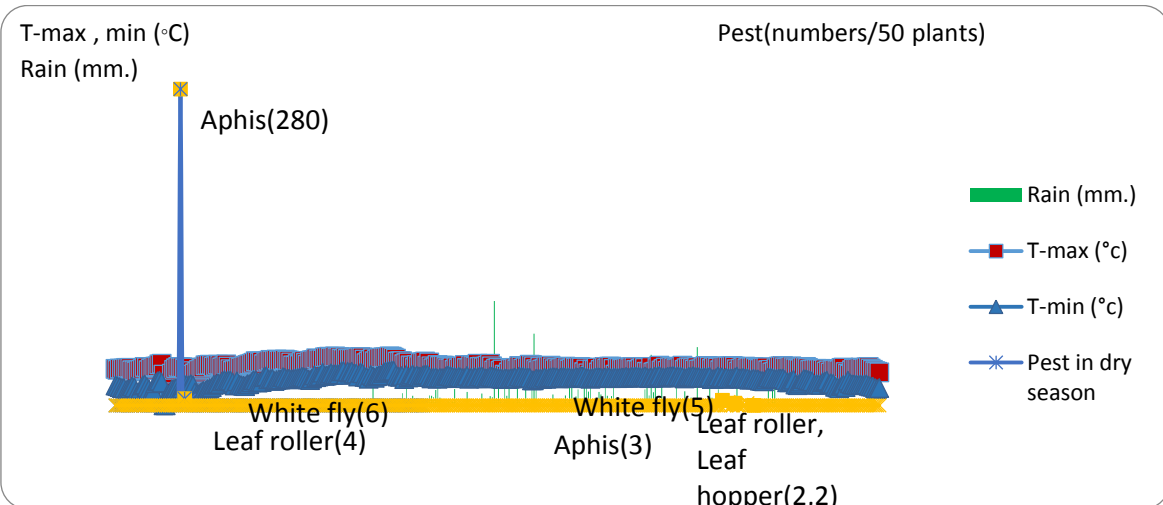 T-max , min (◦C)
Rain (mm.)
Pest(numbers/50 plants)
Aphis(280)
Rain (mm.)
T-max (°c)
T-min (°c)
Pest in dry
season
White fly(6)
Leaf roller(4)
White fly(5)
Aphis(3)
Leaf roller,
Leaf
hopper(2,2)